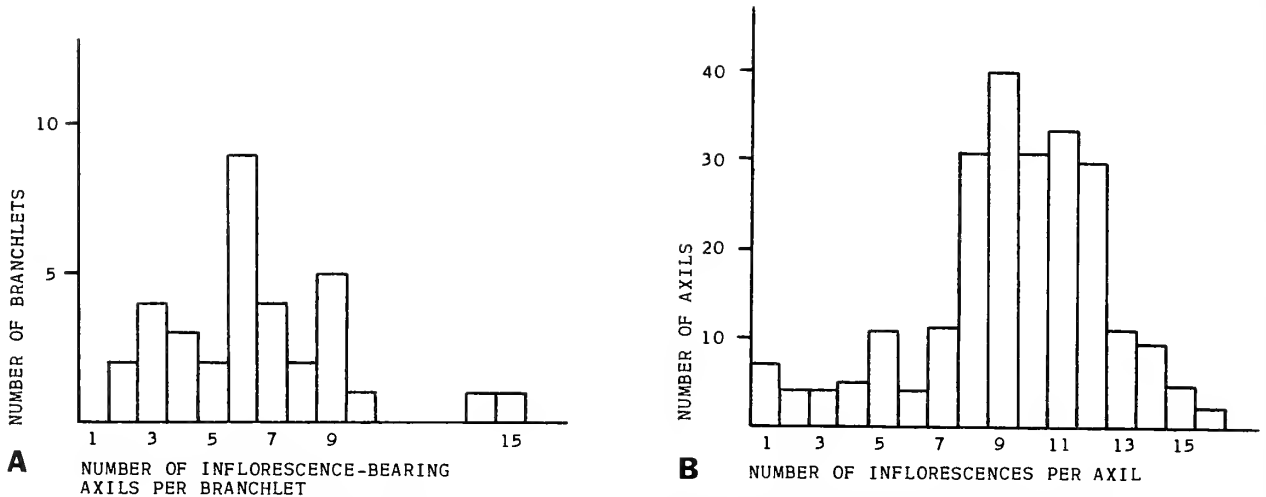 10
5
NUMBER OF BRANCHLETS
1 3 5 7 9 15
A
NUMBER OF INFLORESCENCE-BEARING
AXILS PER BRANCHLET
40
30
20
10
NUMBER OF AXILS
1 3 5 7 9 11 13 15
B
NUMBER OF INFLORESCENCES PER AXIL